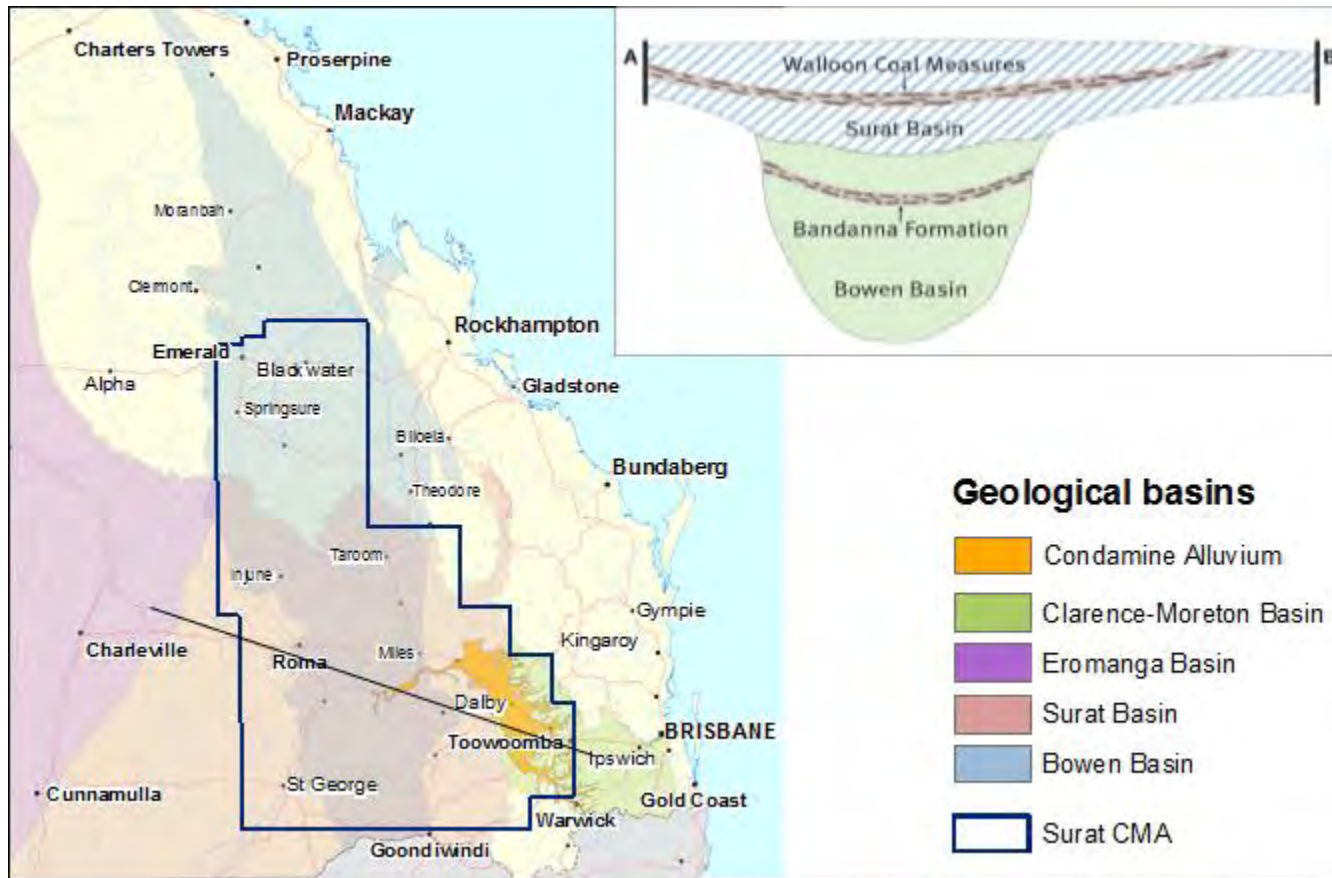 Charters Towers
Proserpine
Mackay
Moranbah
Clermont
Emerald
Blackwater
Alpha
Springsure
Rockhampton
Gladstone
Biloela
Theodore
Bundaberg
Taroom
Injune
Gympie
Kingaroy
Charleville
Roma
Miles
Dalby
BRISBANE
Toowoomba
Ipswich
St George
Cunnamulla
Gold Coast
Warwick
Goondiwindi
A
B
Walloon Coal Measures
Surat Basin
Bandanna Formation
Bowen Basin
Geological basins
Condamine Alluvium
Clarence-Moreton Basin
Eromanga Basin
Surat Basin
Bowen Basin
Surat CMA